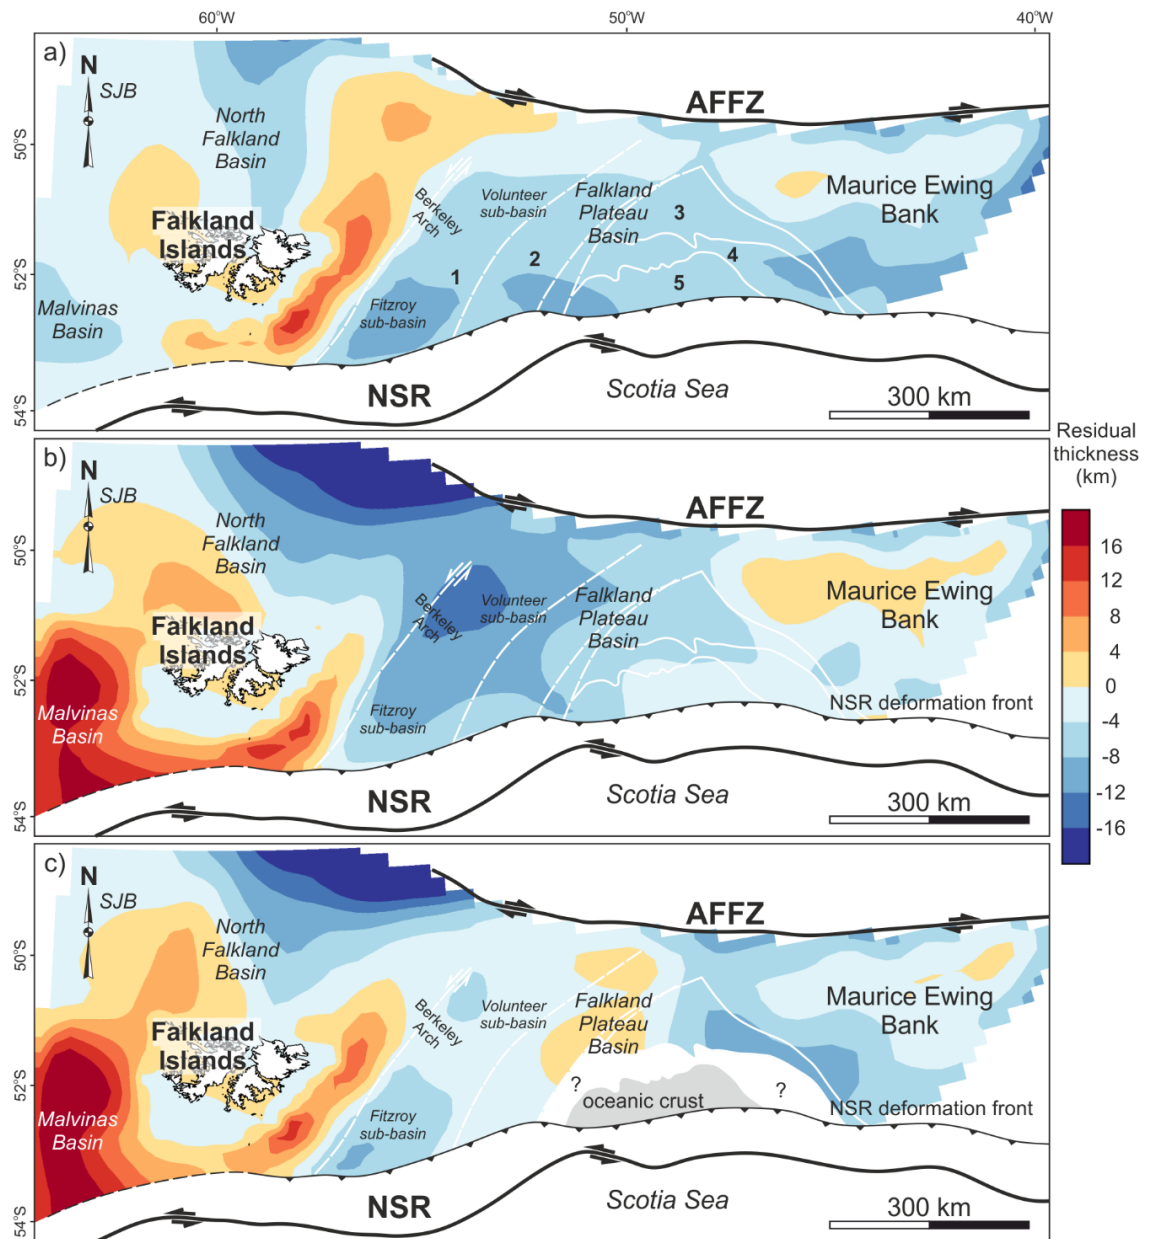 60°W 50°W 40°W
a)
N
SJB
North
Falkland
Basin
AFFZ
50°S
Berkeley
Arch
Volunteer
sub-basin
Falkland
Plateau
Basin
Maurice Ewing
Bank
Falkland
Islands
3
4
1
2
5
52°S
Malvinas
Basin
Fitzroy
sub-basin
NSR
Scotia Sea
300 km
54°S
Residual
thickness
(km)
16
12
8
4
0
-4
-8
-12
-16
b)
N
SJB
North
Falkland
Basin
AFFZ
50°S
Berkeley
Arch
Volunteer
sub-basin
Falkland
Plateau
Basin
Maurice Ewing
Bank
Falkland
Islands
52°S
Malvinas
Basin
Fitzroy
sub-basin
NSR deformation front
NSR
Scotia Sea
300 km
54°S
c)
N
SJB
North
Falkland
Basin
AFFZ
50°S
Berkeley
Arch
Volunteer
sub-basin
Falkland
Plateau
Basin
Maurice Ewing
Bank
Falkland
Islands
52°S
? oceanic crust ?
Malvinas
Basin
Fitzroy
sub-basin
NSR deformation front
NSR
Scotia Sea
300 km
54°S